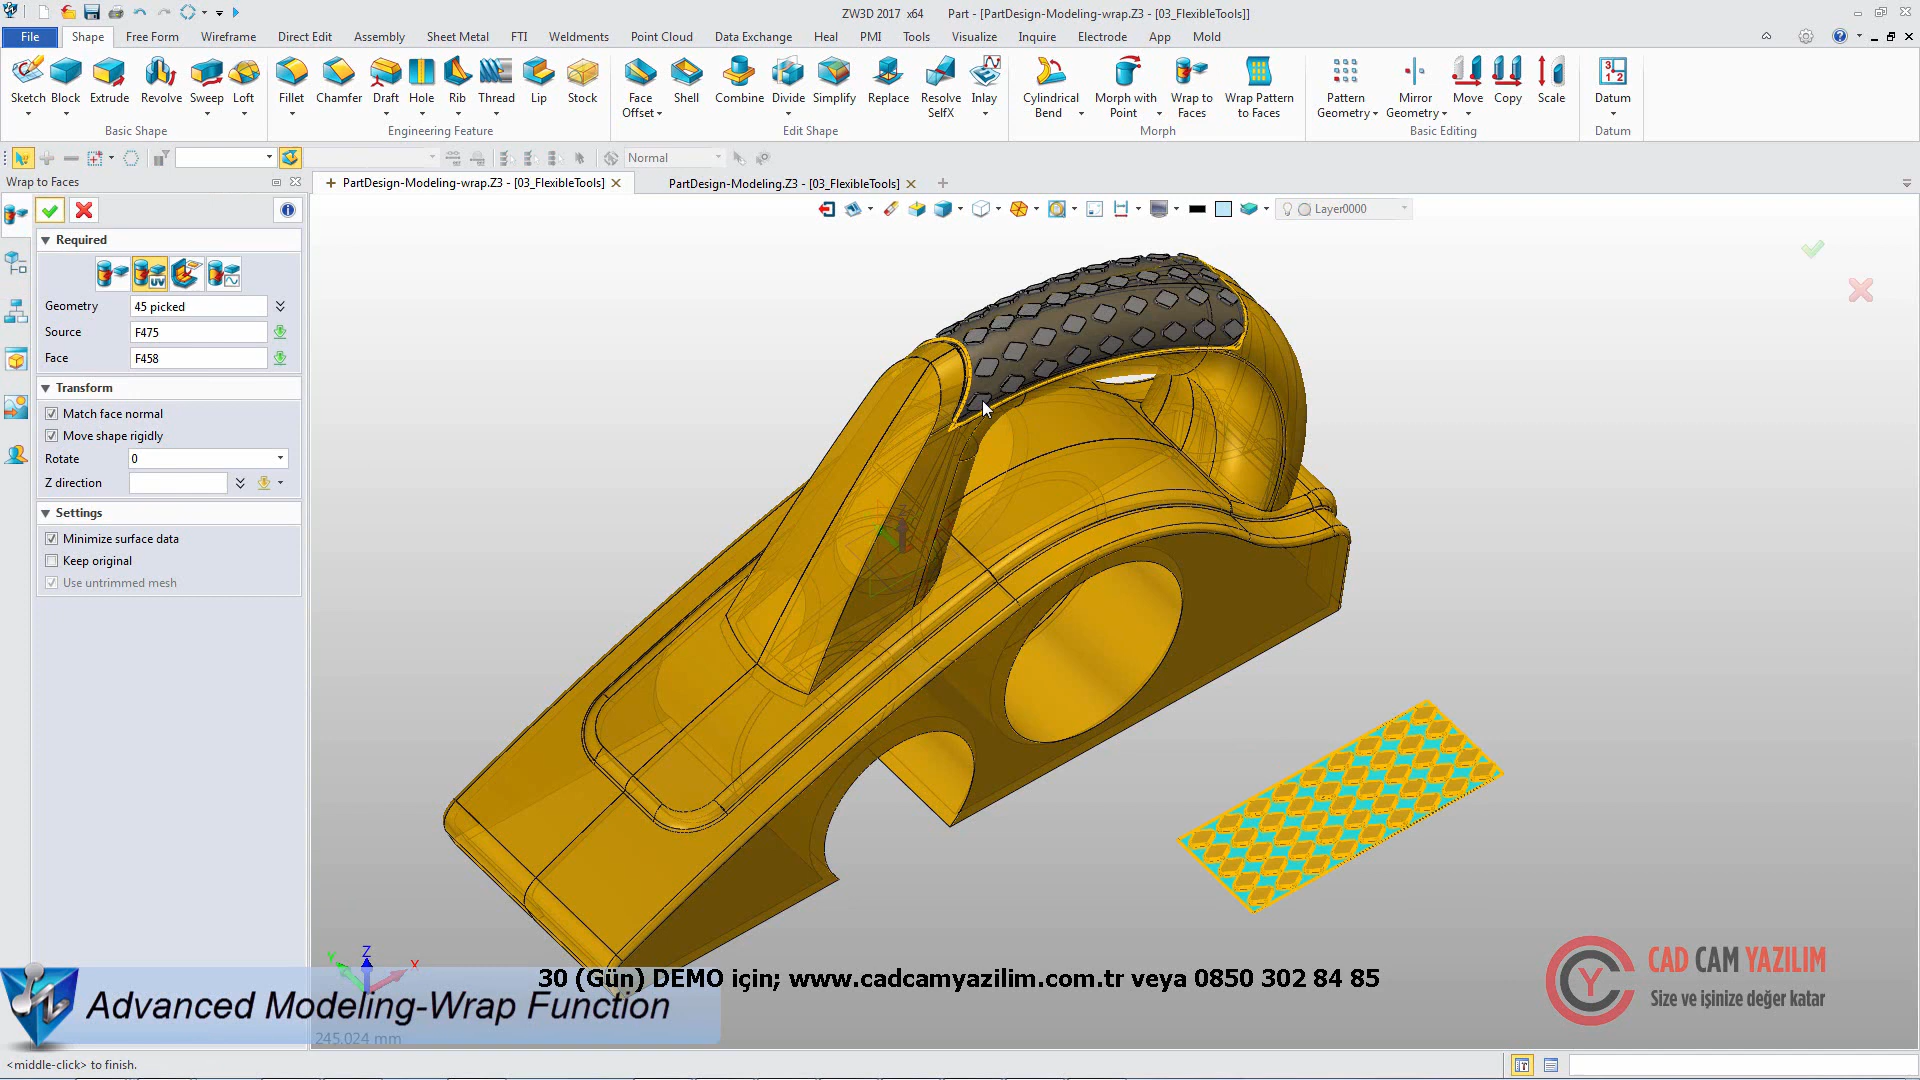 ZW3D 2017 x64 Part - [PartDesign-Modeling-wrap.Z3 - [03_FlexibleTools]]
File Shape Free Form Wireframe Direct Edit Assembly Sheet Metal FTI Weldments Point Cloud Data Exchange Heal PMI Tools Visualize Inquire Electrode App Mold
Sketch Block Extrude Revolve Sweep Loft Fillet Chamfer Draft Hole Rib Thread Lip Stock Face Offset Shell Combine Divide Simplify Replace Resolve SelfX Inlay Cylindrical Bend Morph with Point Wrap to Faces Wrap Pattern to Faces Pattern Geometry Mirror Geometry Move Copy Scale Datum
Basic Shape Engineering Feature Edit Shape Morph Basic Editing Datum
Normal
Wrap to Faces
PartDesign-Modeling-wrap.Z3 - [03_FlexibleTools] PartDesign-Modeling.Z3 - [03_FlexibleTools]
Layer0000
Required
UV
Geometry 45 picked
Source F475
Face F458
Transform
Match face normal
Move shape rigidly
Rotate 0
Z direction
Settings
Minimize surface data
Keep original
Use untrimmed mesh
Z
Y X
CAD CAM YAZILIM
Size ve işinize değer katar
30 (Gün) DEMO için; www.cadcamyazilim.com.tr veya 0850 302 84 85
Advanced Modeling-Wrap Function
245.024 mm
<middle-click> to finish.